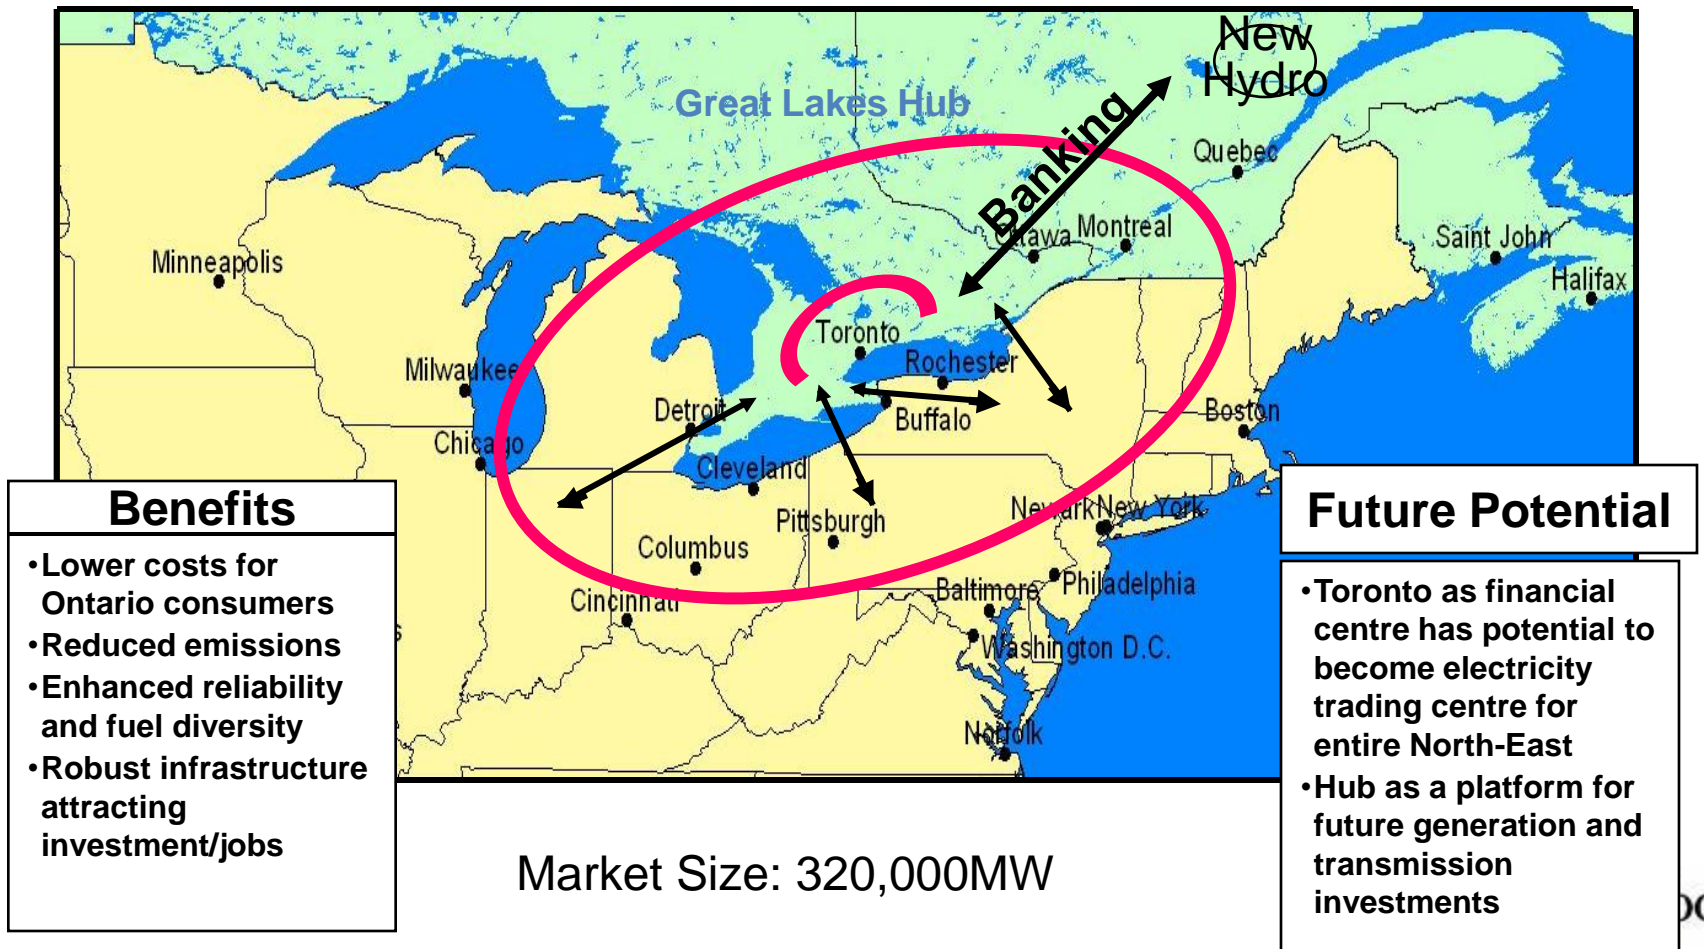 New
Hydro
Great Lakes Hub
Banking
Quebec
Ottawa
Montreal
Saint John
Halifax
Minneapolis
Toronto
Rochester
Milwaukee
Detroit
Buffalo
Boston
Chicago
Cleveland
Newark
New York
Pittsburgh
Columbus
Philadelphia
Baltimore
Cincinnati
Washington D.C.
Norfolk
Benefits
•Lower costs for
Ontario consumers
•Reduced emissions
•Enhanced reliability
and fuel diversity
•Robust infrastructure
attracting
investment/jobs
Market Size: 320,000MW
Future Potential
•Toronto as financial
centre has potential to
become electricity
trading centre for
entire North-East
•Hub as a platform for
future generation and
transmission
investments